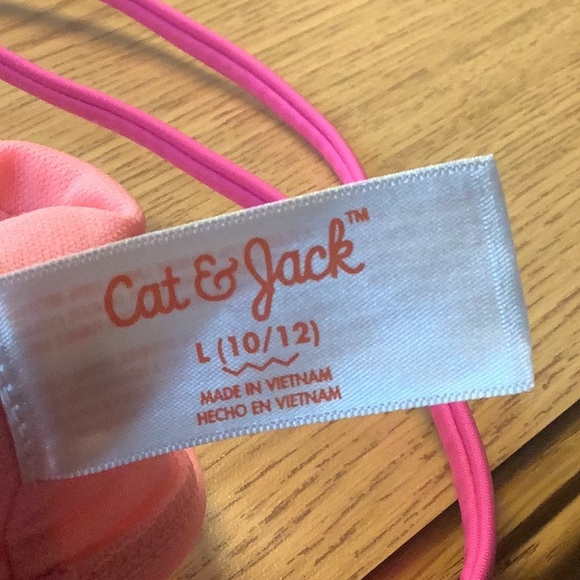 Cat & Jack™
L (10/12)
MADE IN VIETNAM
HECHO EN VIETNAM